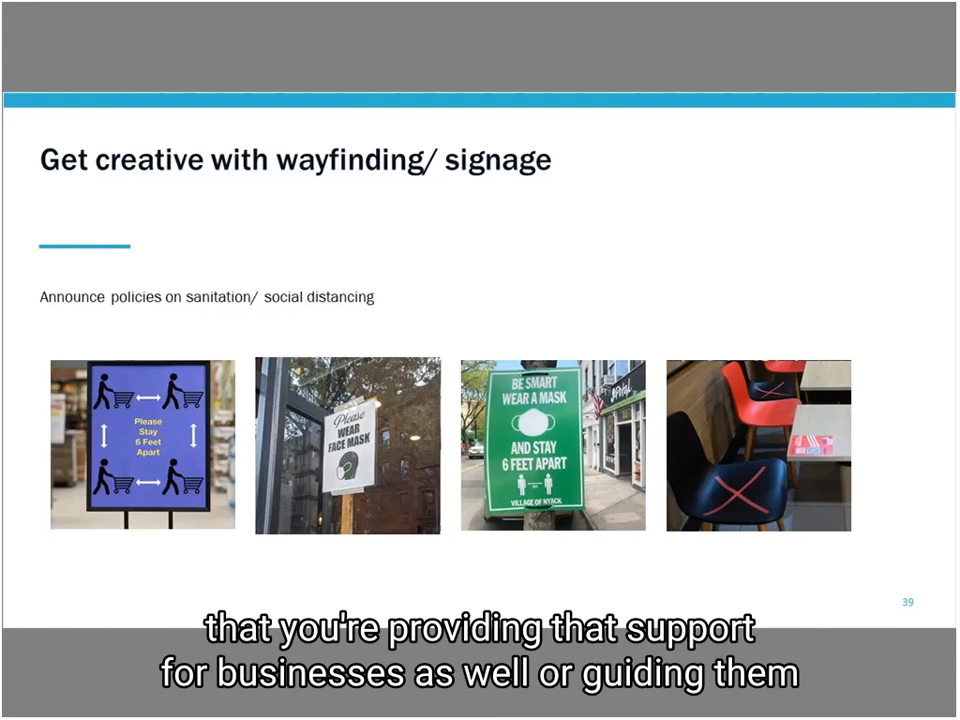 Get creative with wayfinding/ signage
Announce policies on sanitation/ social distancing
Please
Stay
6 Feet
Apart
Please
WEAR
FACE MASK
BE SMART
WEAR A MASK
AND STAY
6 FEET APART
VILLAGE OF NYACK
39
that you're providing that support
for businesses as well or guiding them